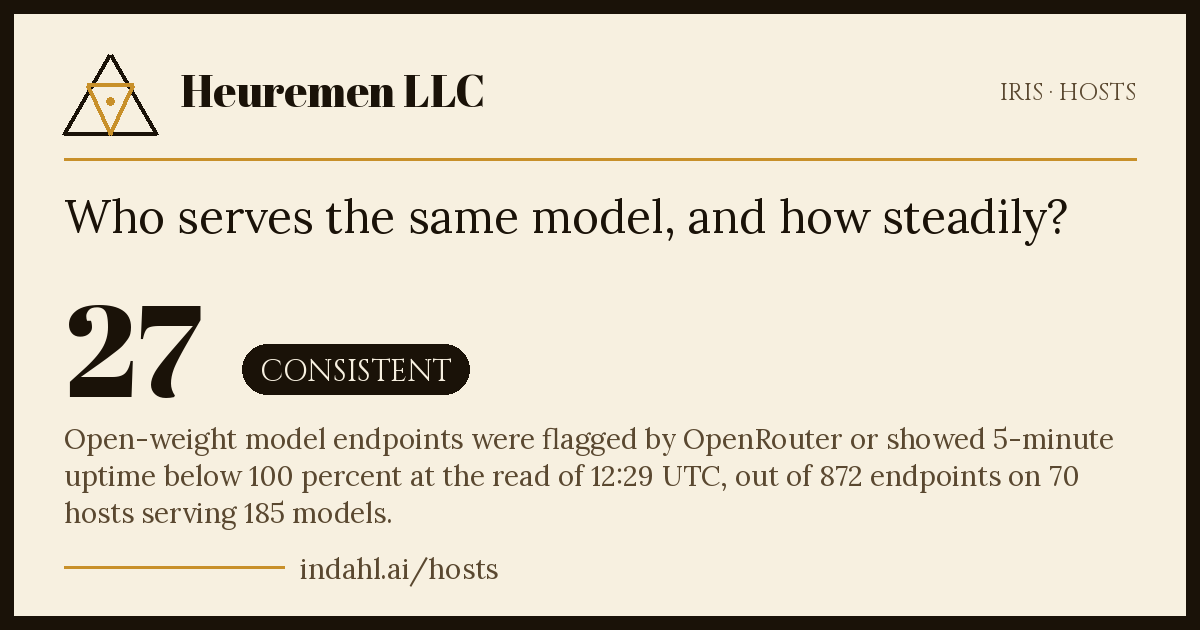 Heuremen LLC
IRIS · HOSTS
Who serves the same model, and how steadily?
27
CONSISTENT
Open-weight model endpoints were flagged by OpenRouter or showed 5-minute
uptime below 100 percent at the read of 12:29 UTC, out of 872 endpoints on 70
hosts serving 185 models.
indahl.ai/hosts